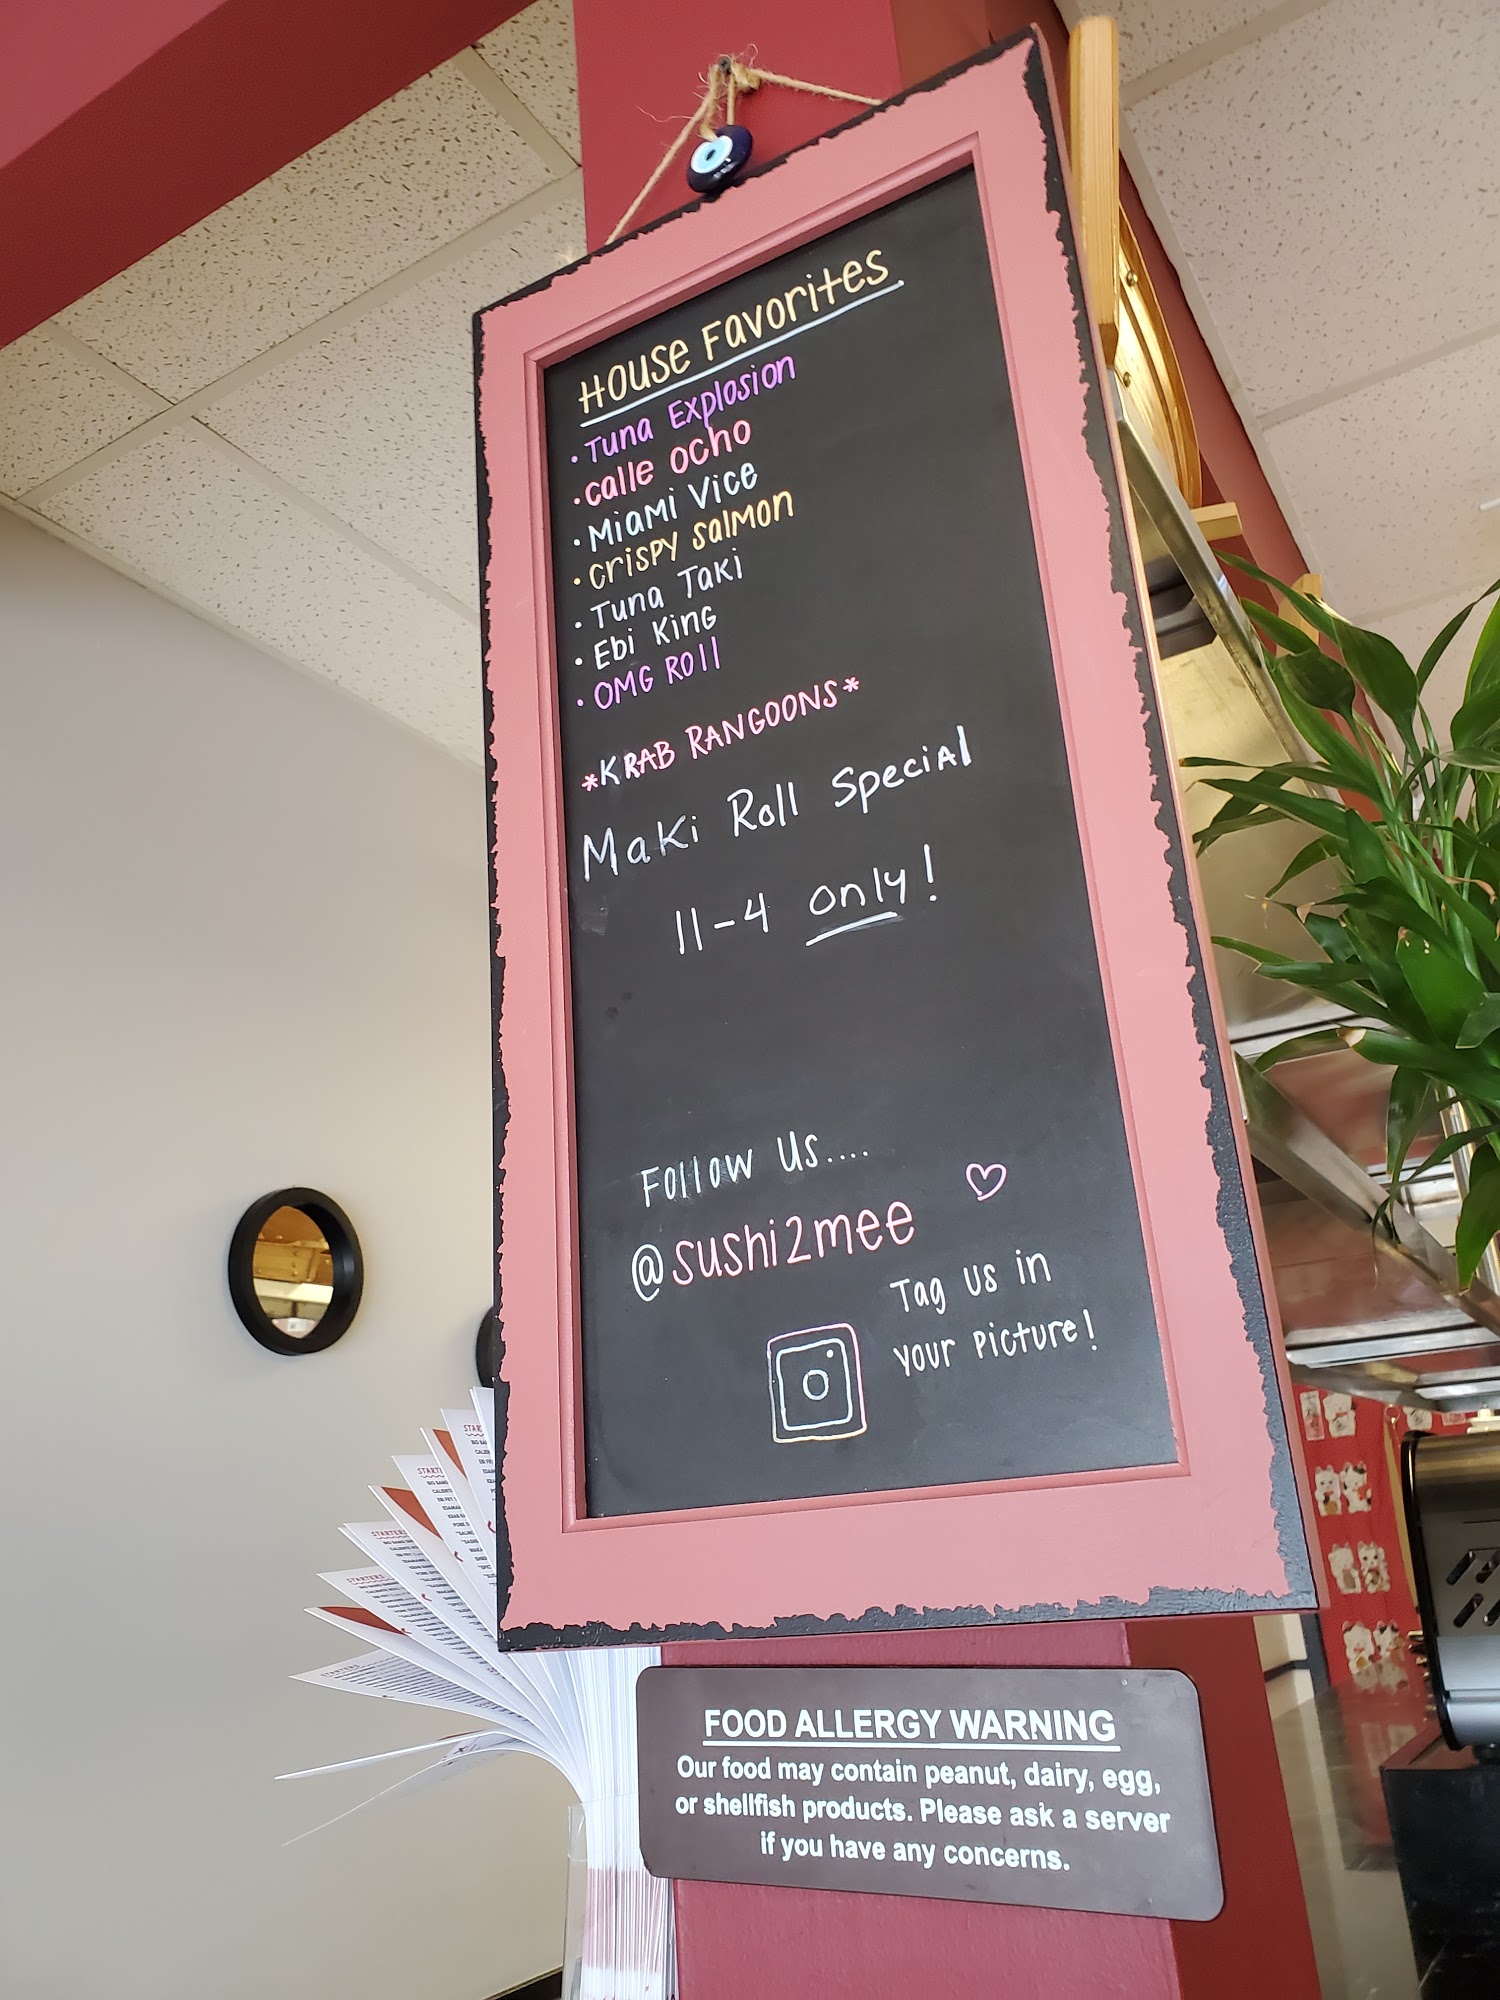 House Favorites
• Tuna Explosion
• Calle Ocho
• Miami Vice
• Crispy Salmon
• Tuna Taki
• Ebi King
• OMG Roll
*KRAB RANGOONS*
Maki Roll Special
11-4 only!
Follow Us....
@sushi2mee
Tag us in
your picture!
FOOD ALLERGY WARNING
Our food may contain peanut, dairy, egg,
or shellfish products. Please ask a server
if you have any concerns.
STARTERS